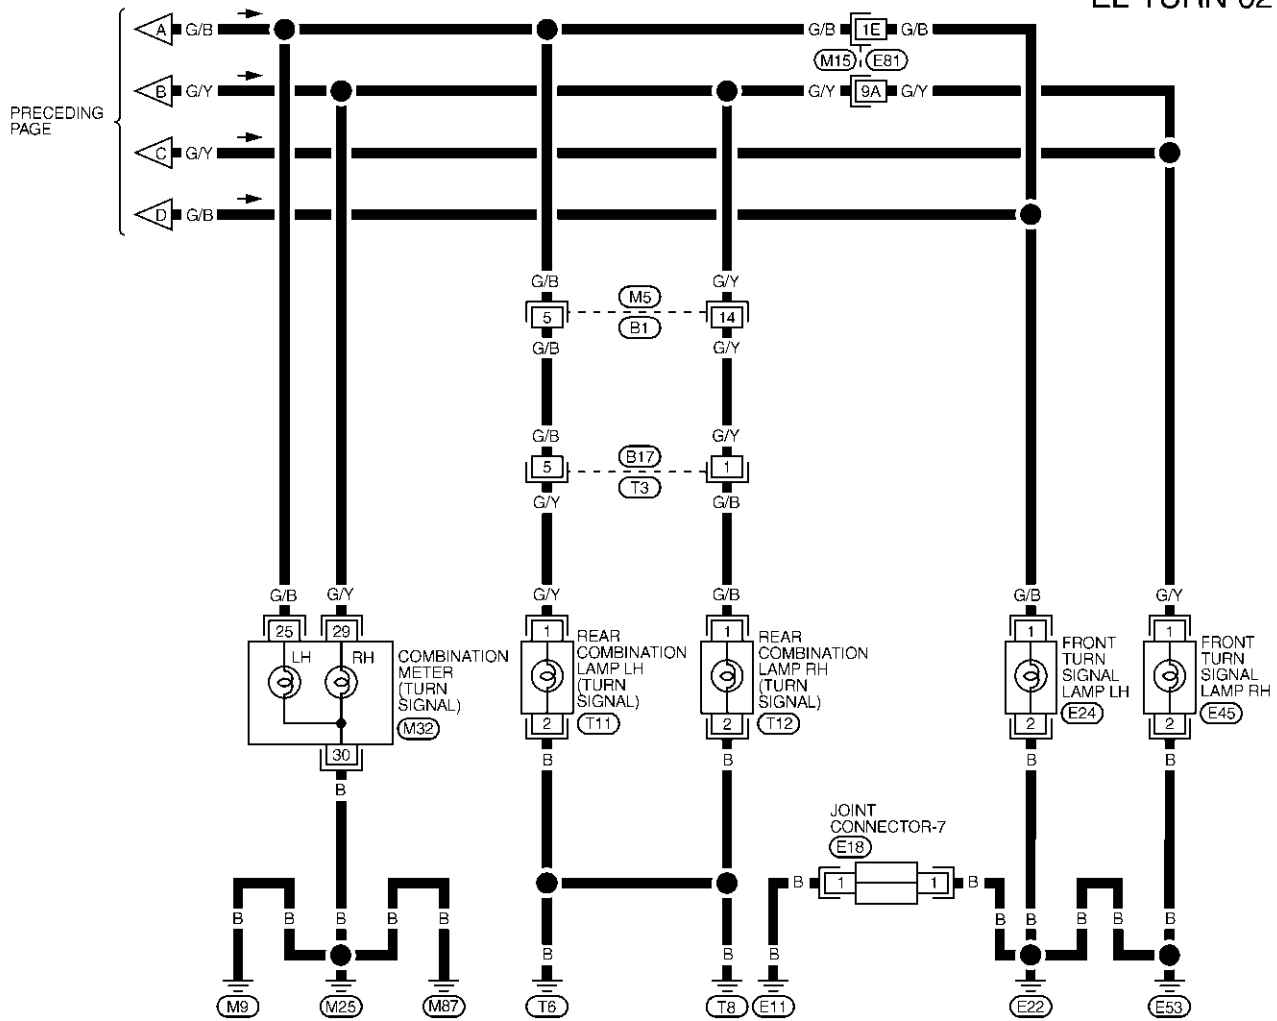 EL-TURN-02
A G/B G/B 1E G/B
M15 E81
B G/Y G/Y 9A G/Y
PRECEDING
PAGE
C G/Y
D G/B
G/B G/Y
M5
5 14
B1
G/B G/Y
G/B G/Y
B17
5 1
T3
G/Y G/B
G/B G/Y G/Y G/B G/B G/Y
25 29 1 1 1 1
LH RH
COMBINATION
METER
(TURN
SIGNAL)
M32
30
B
REAR
COMBINATION
LAMP LH
(TURN
SIGNAL)
T11
2
B
REAR
COMBINATION
LAMP RH
(TURN
SIGNAL)
T12
2
B
FRONT
TURN
SIGNAL
LAMP LH
E24
2
B
FRONT
TURN
SIGNAL
LAMP RH
E45
2
B
JOINT
CONNECTOR-7
E18
B 1 1 B
B B B B B B B B B B
B B B
M9 M25 M87 T6 T8 E11 E22 E53